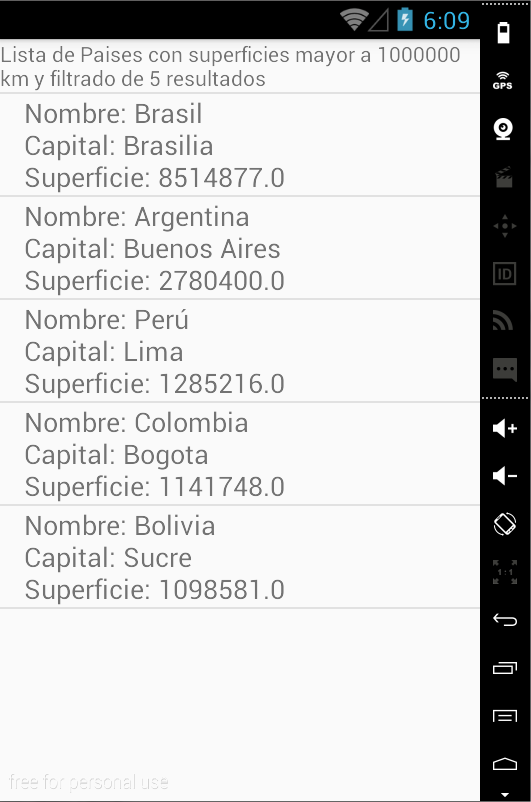 6:09
Lista de Paises con superficies mayor a 1000000
km y filtrado de 5 resultados
Nombre: Brasil
Capital: Brasilia
Superficie: 8514877.0
Nombre: Argentina
Capital: Buenos Aires
Superficie: 2780400.0
Nombre: Perú
Capital: Lima
Superficie: 1285216.0
Nombre: Colombia
Capital: Bogota
Superficie: 1141748.0
Nombre: Bolivia
Capital: Sucre
Superficie: 1098581.0
free for personal use
GPS
ID
1:1